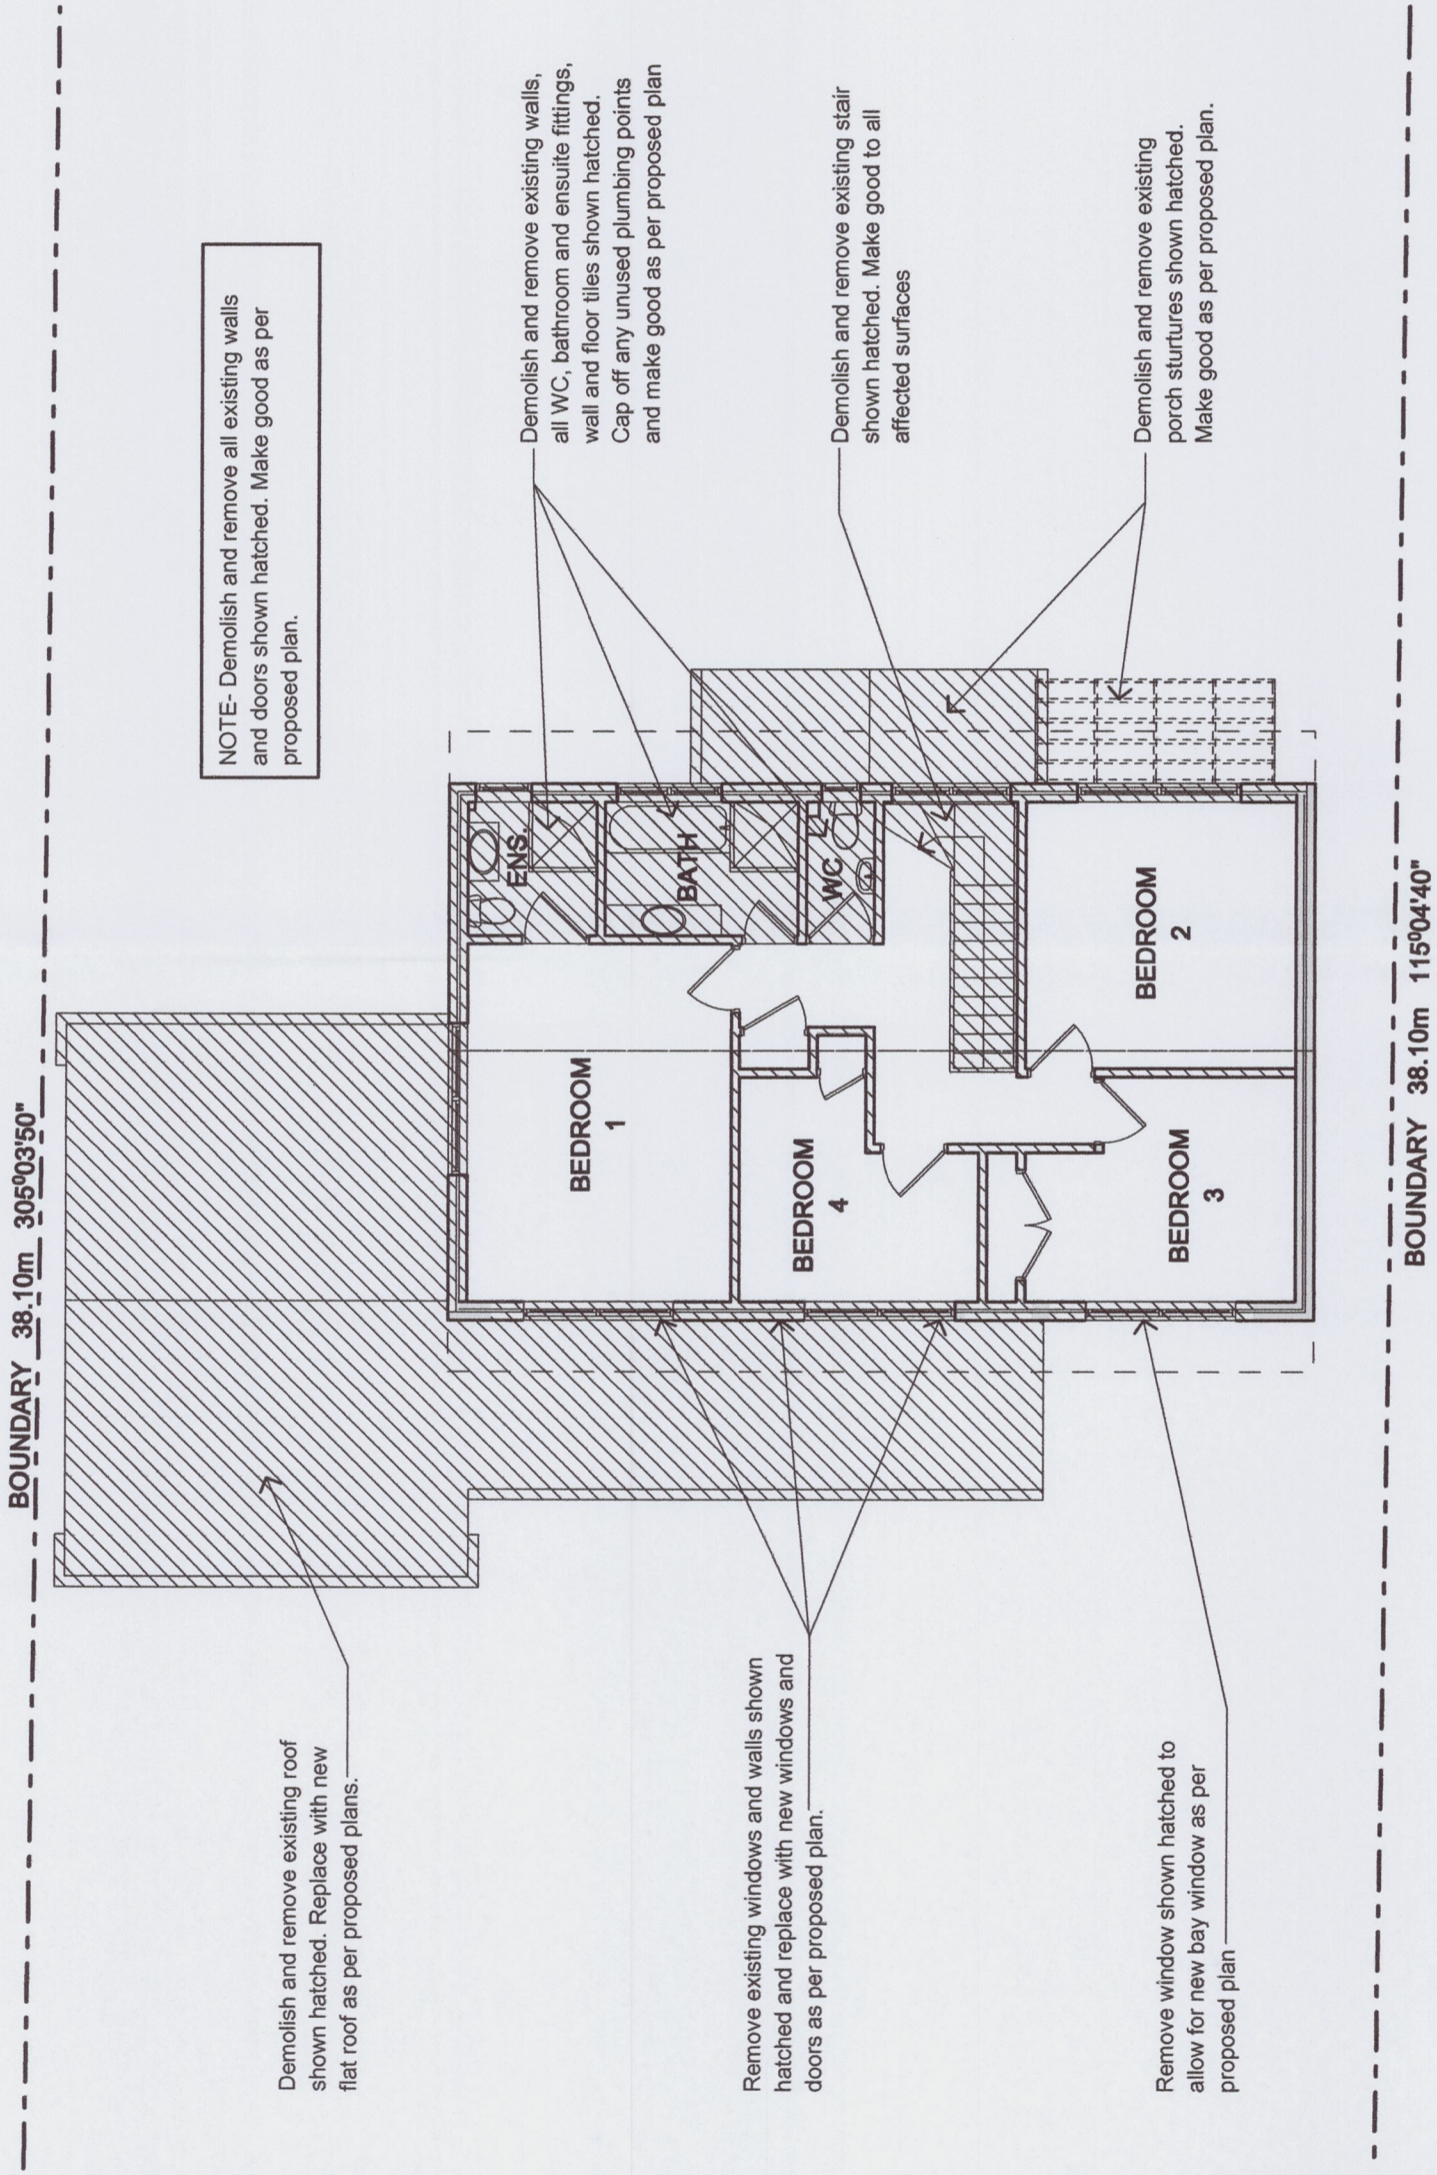 BOUNDARY 38.10m 305º03'50"
NOTE- Demolish and remove all existing walls
and doors shown hatched. Make good as per
proposed plan.
Demolish and remove existing walls,
all WC, bathroom and ensuite fittings,
wall and floor tiles shown hatched.
Cap off any unused plumbing points
and make good as per proposed plan
Demolish and remove existing stair
shown hatched. Make good to all
affected surfaces
Demolish and remove existing
porch sturtures shown hatched.
Make good as per proposed plan.
ENS.
BATH
WC
BEDROOM
1
BEDROOM
2
BEDROOM
4
BEDROOM
3
Demolish and remove existing roof
shown hatched. Replace with new
flat roof as per proposed plans.
Remove existing windows and walls shown
hatched and replace with new windows and
doors as per proposed plan.
Remove window shown hatched to
allow for new bay window as per
proposed plan
BOUNDARY 38.10m 115º04'40"